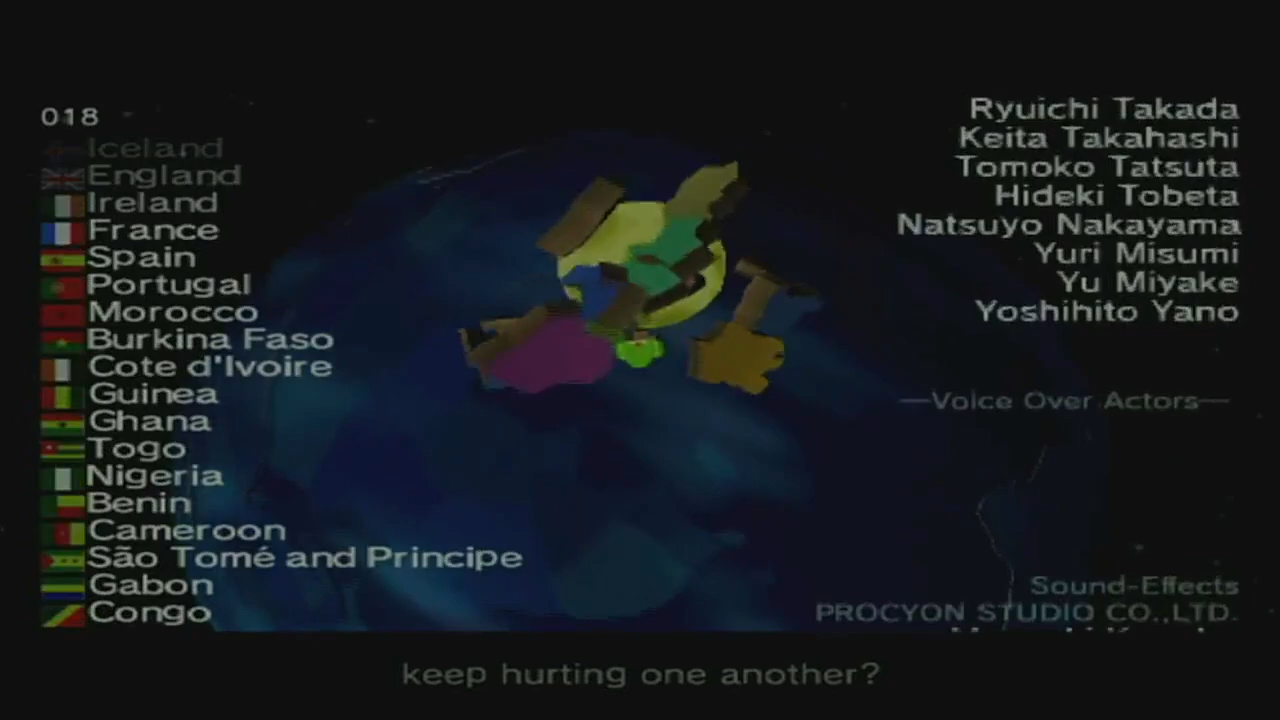 018
Iceland
England
Ireland
France
Spain
Portugal
Morocco
Burkina Faso
Cote d'Ivoire
Guinea
Ghana
Togo
Nigeria
Benin
Cameroon
São Tomé and Principe
Gabon
Congo
Ryuichi Takada
Keita Takahashi
Tomoko Tatsuta
Hideki Tobeta
Natsuyo Nakayama
Yuri Misumi
Yu Miyake
Yoshihito Yano
—Voice Over Actors—
Sound-Effects
PROCYON STUDIO CO.,LTD.
keep hurting one another?